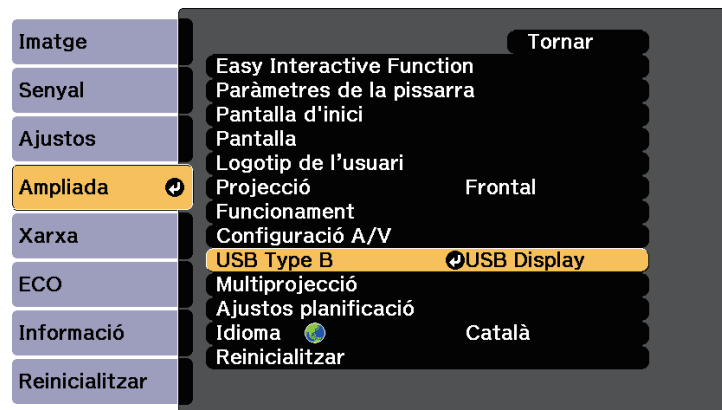 Imatge
Senyal
Ajustos
Ampliada
Xarxa
ECO
Informació
Reinicialitzar
Tornar
Easy Interactive Function
Paràmetres de la pissarra
Pantalla d'inici
Pantalla
Logotip de l’usuari
Projecció Frontal
Funcionament
Configuració A/V
USB Type B USB Display
Multiprojecció
Ajustos planificació
Idioma Català
Reinicialitzar